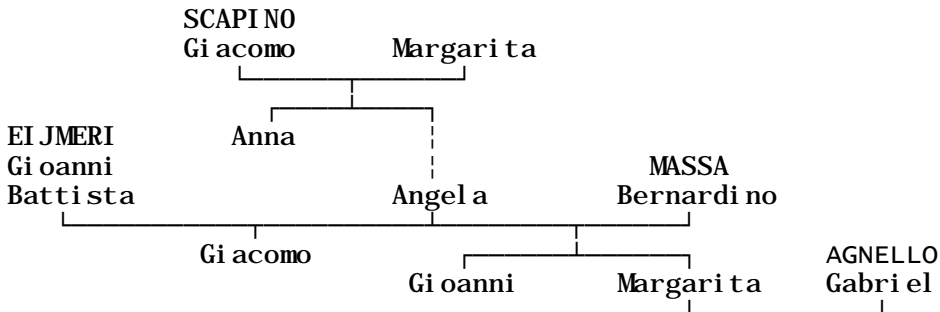 SCAPINO
Giacomo Margarita
EIJMERI Anna
Gioanni MASSA
Battista Angela Bernardino
Giacomo AGNELLO
Gioanni Margarita Gabriel